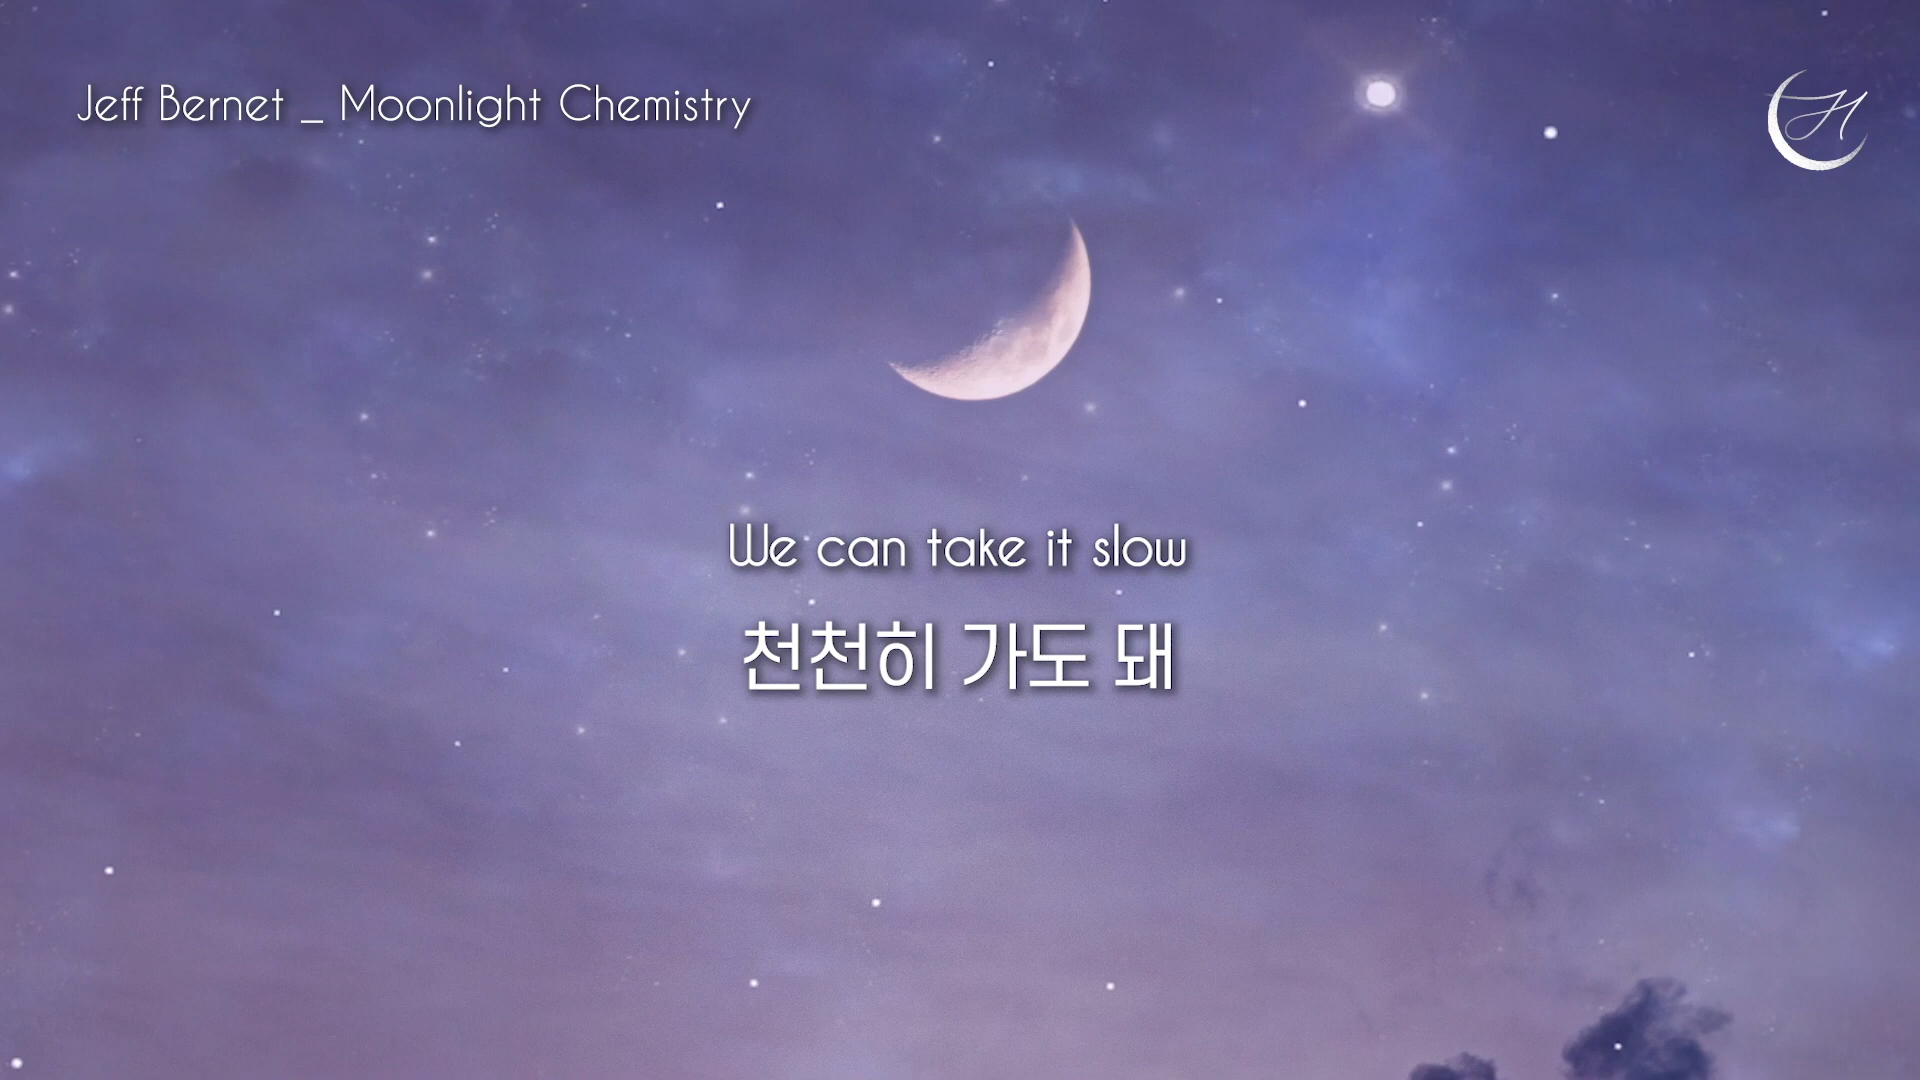 Jeff Bernet _ Moonlight Chemistry
H
We can take it slow
천천히 가도 돼